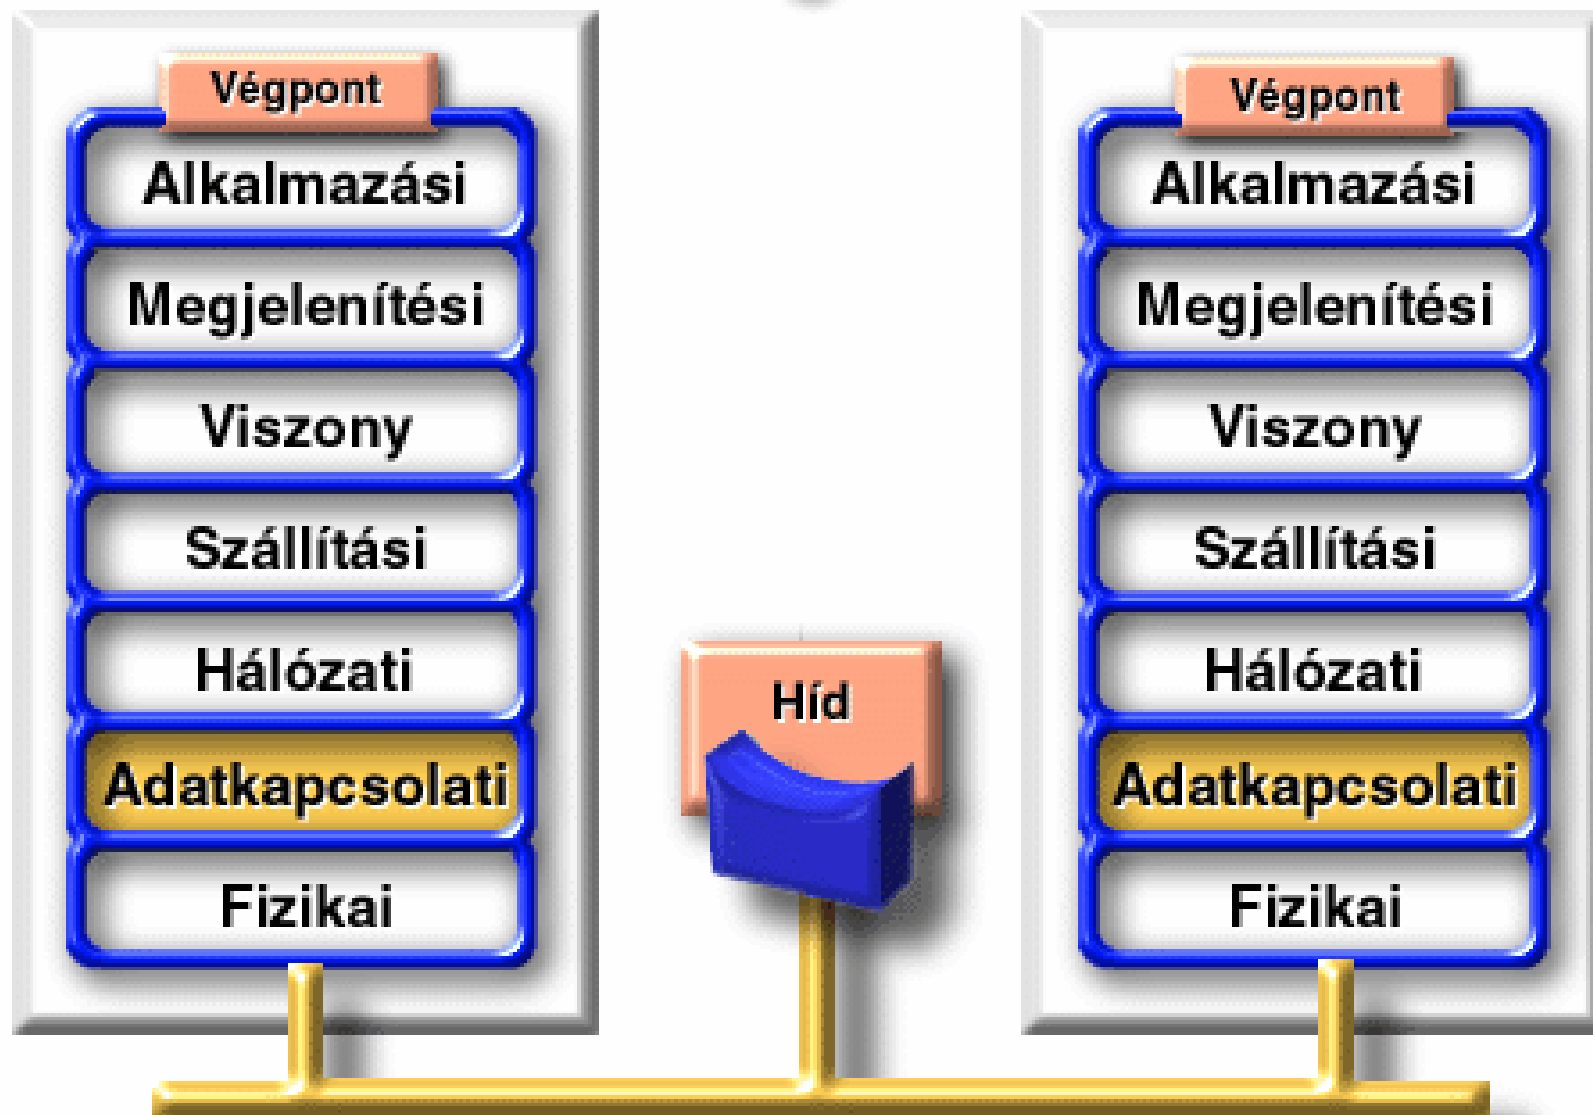 Végpont
Alkalmazási
Megjelenítési
Viszony
Szállítási
Hálózati
Adatkapcsolati
Fizikai
Híd
Végpont
Alkalmazási
Megjelenítési
Viszony
Szállítási
Hálózati
Adatkapcsolati
Fizikai